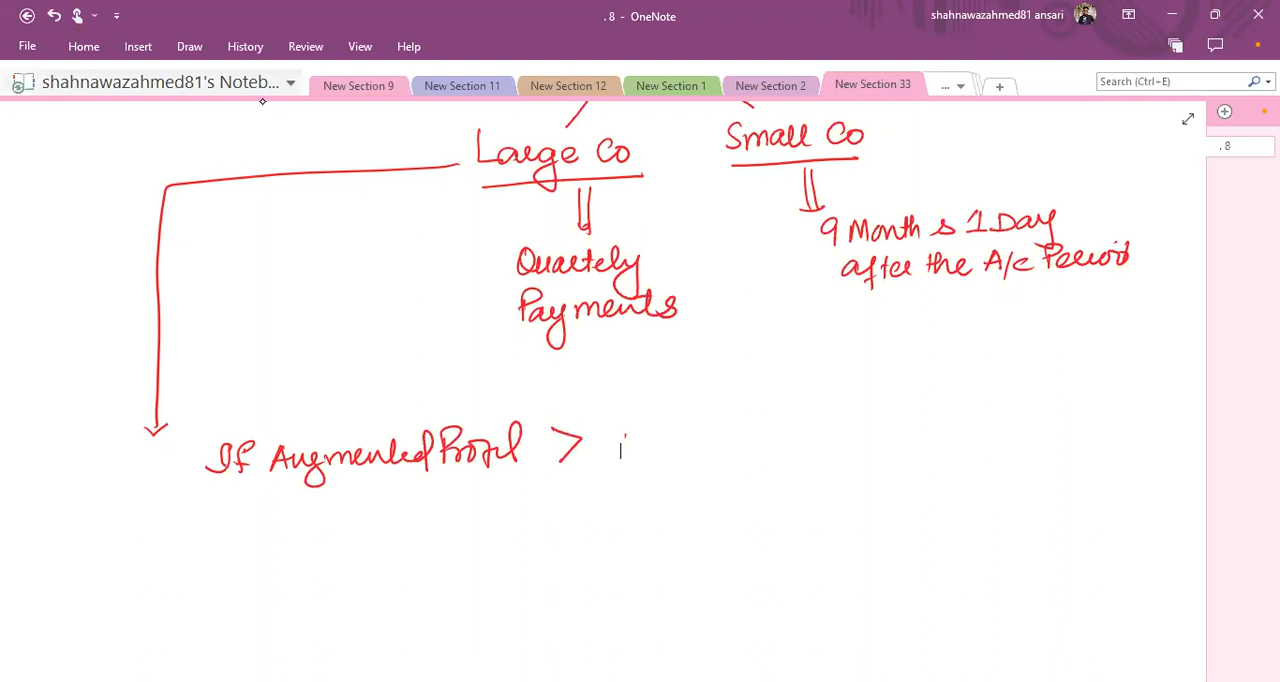 . 8 - OneNote
shahnawazahmed81 ansari
File Home Insert Draw History Review View Help
shahnawazahmed81's Noteb...
New Section 9 New Section 11 New Section 12 New Section 1 New Section 2 New Section 33 ...
Search (Ctrl+E)
. 8
Large Co
Small Co
Quartely
Payments
9 Month & 1 Day
after the A/c Period
If Augmented Profit >